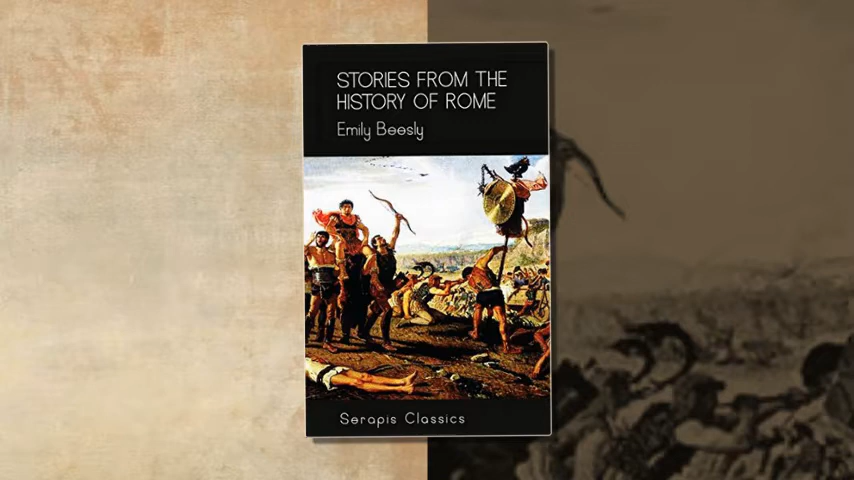 STORIES FROM THE
HISTORY OF ROME
Emily Beesly
Serapis Classics